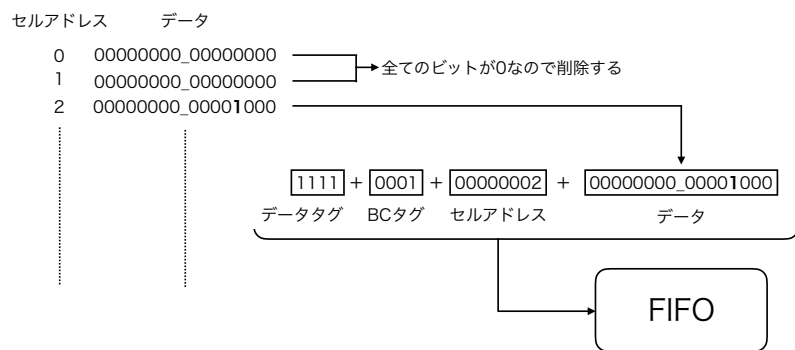 セルアドレス データ
0 00000000_00000000
1 00000000_00000000
全てのビットが0なので削除する
2 00000000_00001000
1111 + 0001 + 00000002 + 00000000_00001000
データタグ BCタグ セルアドレス データ
FIFO